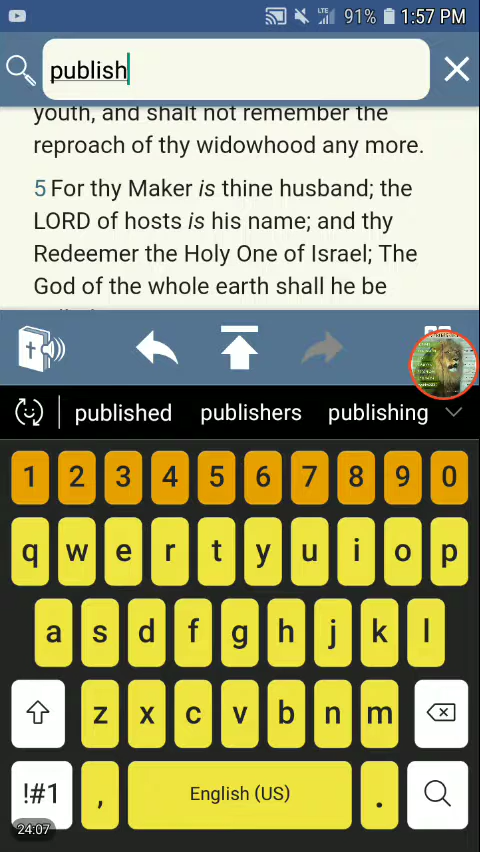 LTE 91% 1:57 PM
publish
youth, and shalt not remember the
reproach of thy widowhood any more.
5 For thy Maker is thine husband; the
LORD of hosts is his name; and thy
Redeemer the Holy One of Israel; The
God of the whole earth shall he be
published publishers publishing
1 2 3 4 5 6 7 8 9 0
q w e r t y u i o p
a s d f g h j k l
z x c v b n m
!#1 , English (US) .
24:07